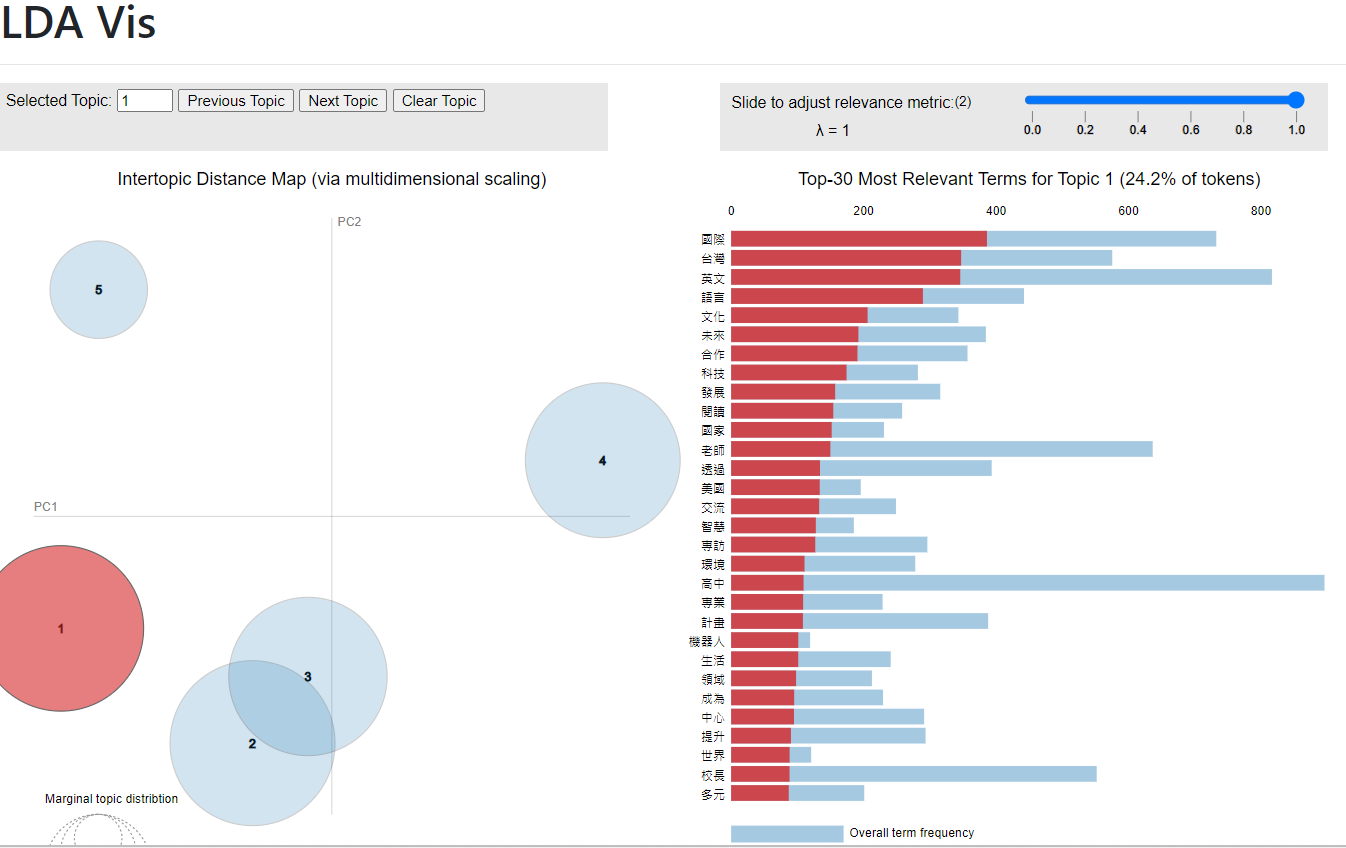 LDA Vis
Selected Topic: 1 Previous Topic Next Topic Clear Topic
Slide to adjust relevance metric:(2)
λ = 1
0.0 0.2 0.4 0.6 0.8 1.0
Intertopic Distance Map (via multidimensional scaling)
PC2
PC1
5
4
1
3
2
Marginal topic distribtion
Top-30 Most Relevant Terms for Topic 1 (24.2% of tokens)
0 200 400 600 800
國際
台灣
英文
語言
文化
未來
合作
科技
發展
閱讀
國家
老師
透過
美國
交流
智慧
專訪
環境
高中
專業
計畫
機器人
生活
領域
成為
中心
提升
世界
校長
多元
Overall term frequency